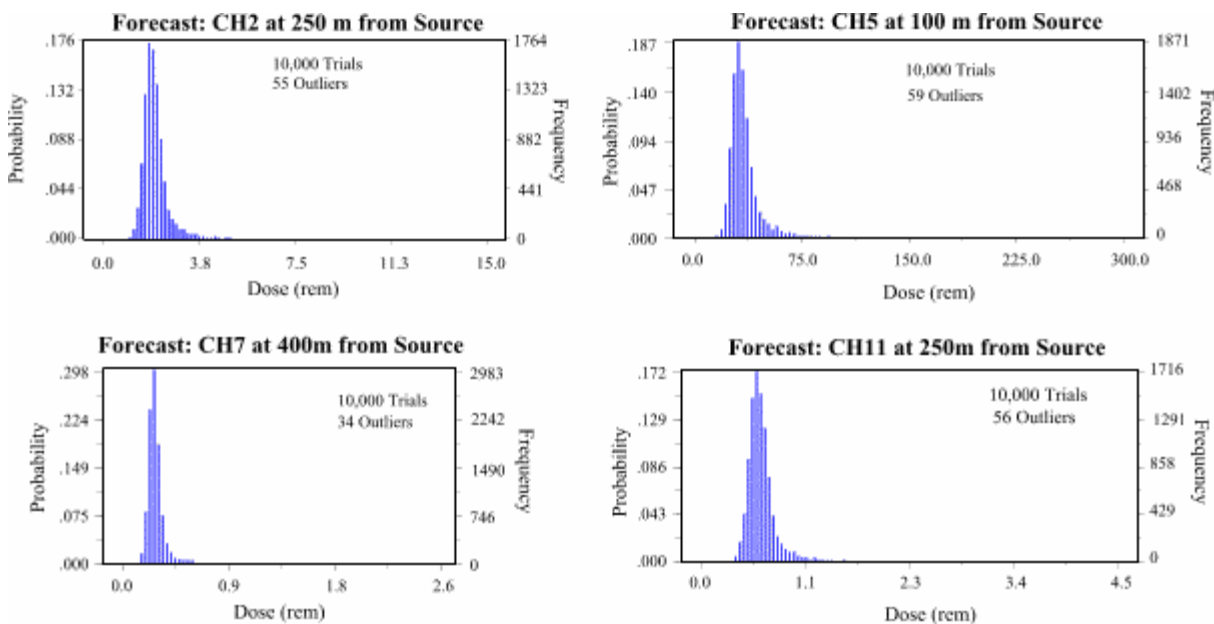 Forecast: CH2 at 250 m from Source
.176
.132
.088
.044
.000
Probability
10,000 Trials
55 Outliers
1764
1323
882
441
0
Frequency
0.0 3.8 7.5 11.3 15.0
Dose (rem)
Forecast: CH5 at 100 m from Source
.187
.140
.094
.047
.000
Probability
10,000 Trials
59 Outliers
1871
1402
936
468
0
Frequency
0.0 75.0 150.0 225.0 300.0
Dose (rem)
Forecast: CH7 at 400m from Source
.298
.224
.149
.075
.000
Probability
10,000 Trials
34 Outliers
2983
2242
1490
746
0
Frequency
0.0 0.9 1.8 2.6
Dose (rem)
Forecast: CH11 at 250m from Source
.172
.129
.086
.043
.000
Probability
10,000 Trials
56 Outliers
1716
1291
858
429
0
Frequency
0.0 1.1 2.3 3.4 4.5
Dose (rem)